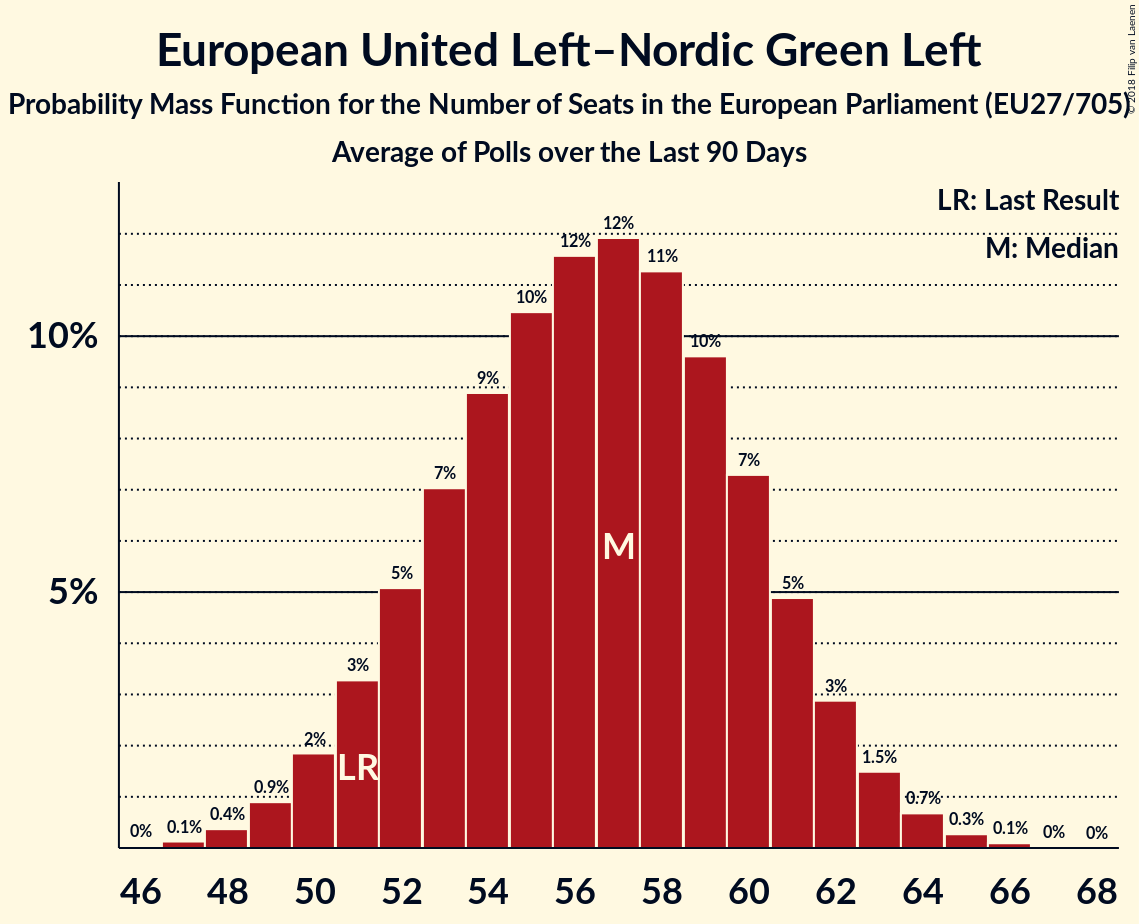 European United Left–Nordic Green Left
Probability Mass Function for the Number of Seats in the European Parliament (EU27/705)
Average of Polls over the Last 90 Days
© 2018 Filip van Laenen
LR: Last Result
M: Median
10%
5%
0%
0.1%
0.4%
0.9%
2%
3%
5%
7%
9%
10%
12%
12%
11%
10%
7%
5%
3%
1.5%
0.7%
0.3%
0.1%
0%
0%
LR
M
46 48 50 52 54 56 58 60 62 64 66 68